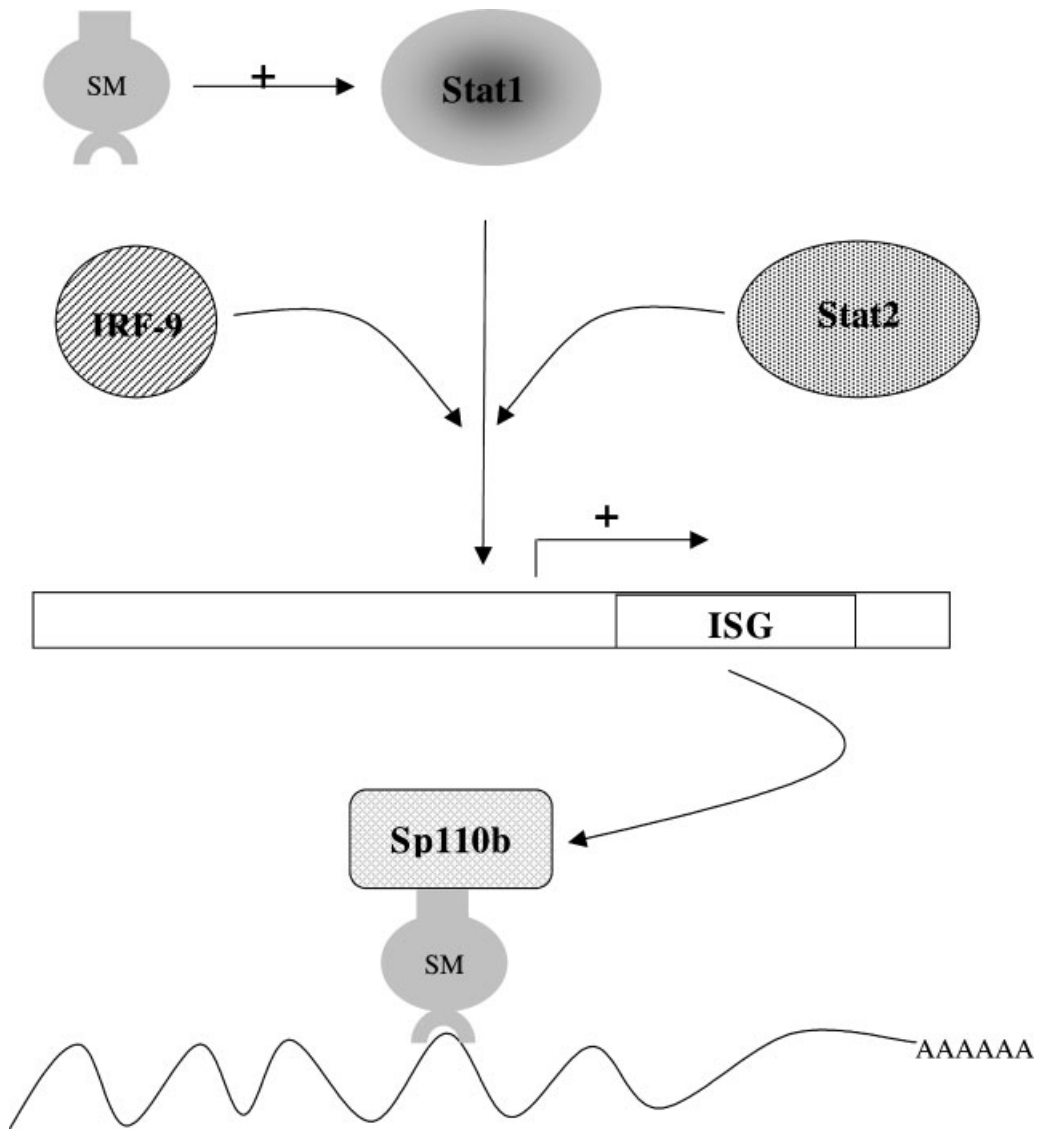 SM
+
Stat1
IRF-9
Stat2
+
ISG
Sp110b
SM
AAAAAA